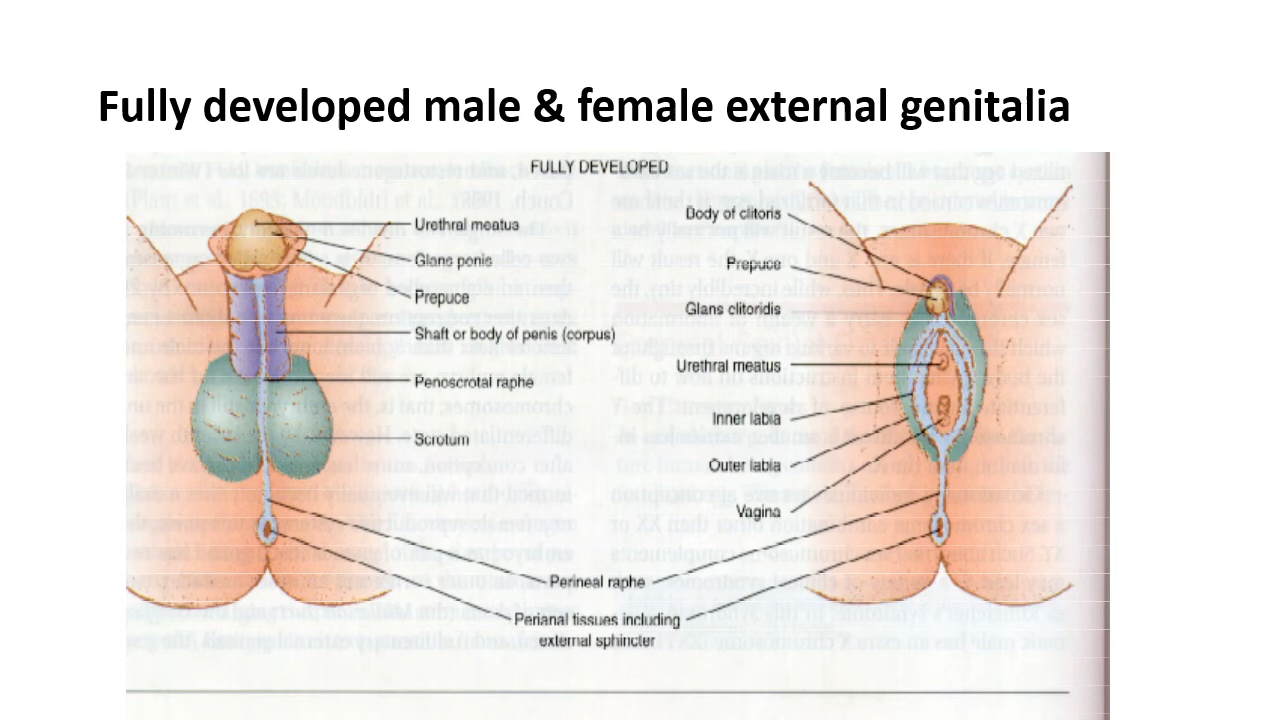 Fully developed male & female external genitalia
FULLY DEVELOPED
Urethral meatus
Glans penis
Prepuce
Shaft or body of penis (corpus)
Penoscrotal raphe
Scrotum
Body of clitoris
Prepuce
Glans clitoridis
Urethral meatus
Inner labia
Outer labia
Vagina
Perineal raphe
Perianal tissues including
external sphincter